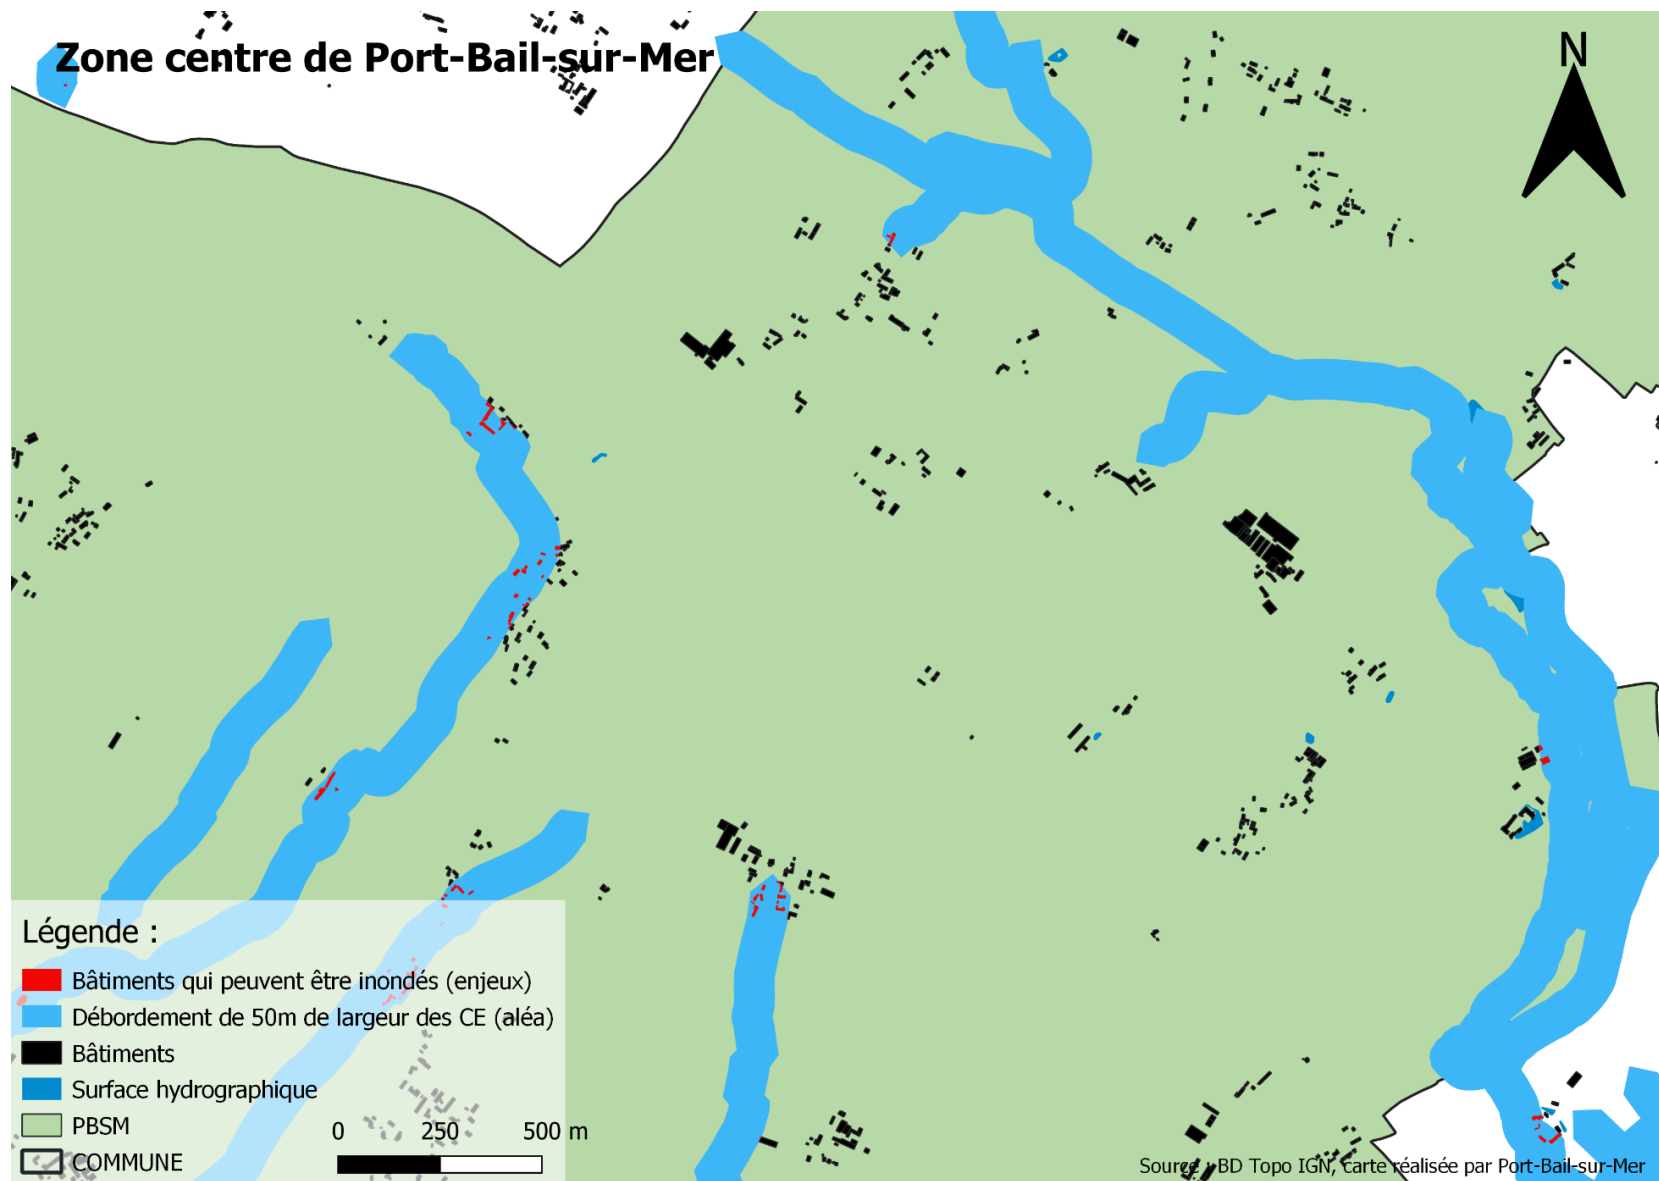 Zone centre de Port-Bail-sur-Mer
N
Légende :
Bâtiments qui peuvent être inondés (enjeux)
Débordement de 50m de largeur des CE (aléa)
Bâtiments
Surface hydrographique
PBSM
COMMUNE
0 250 500 m
Source : BD Topo IGN, carte réalisée par Port-Bail-sur-Mer